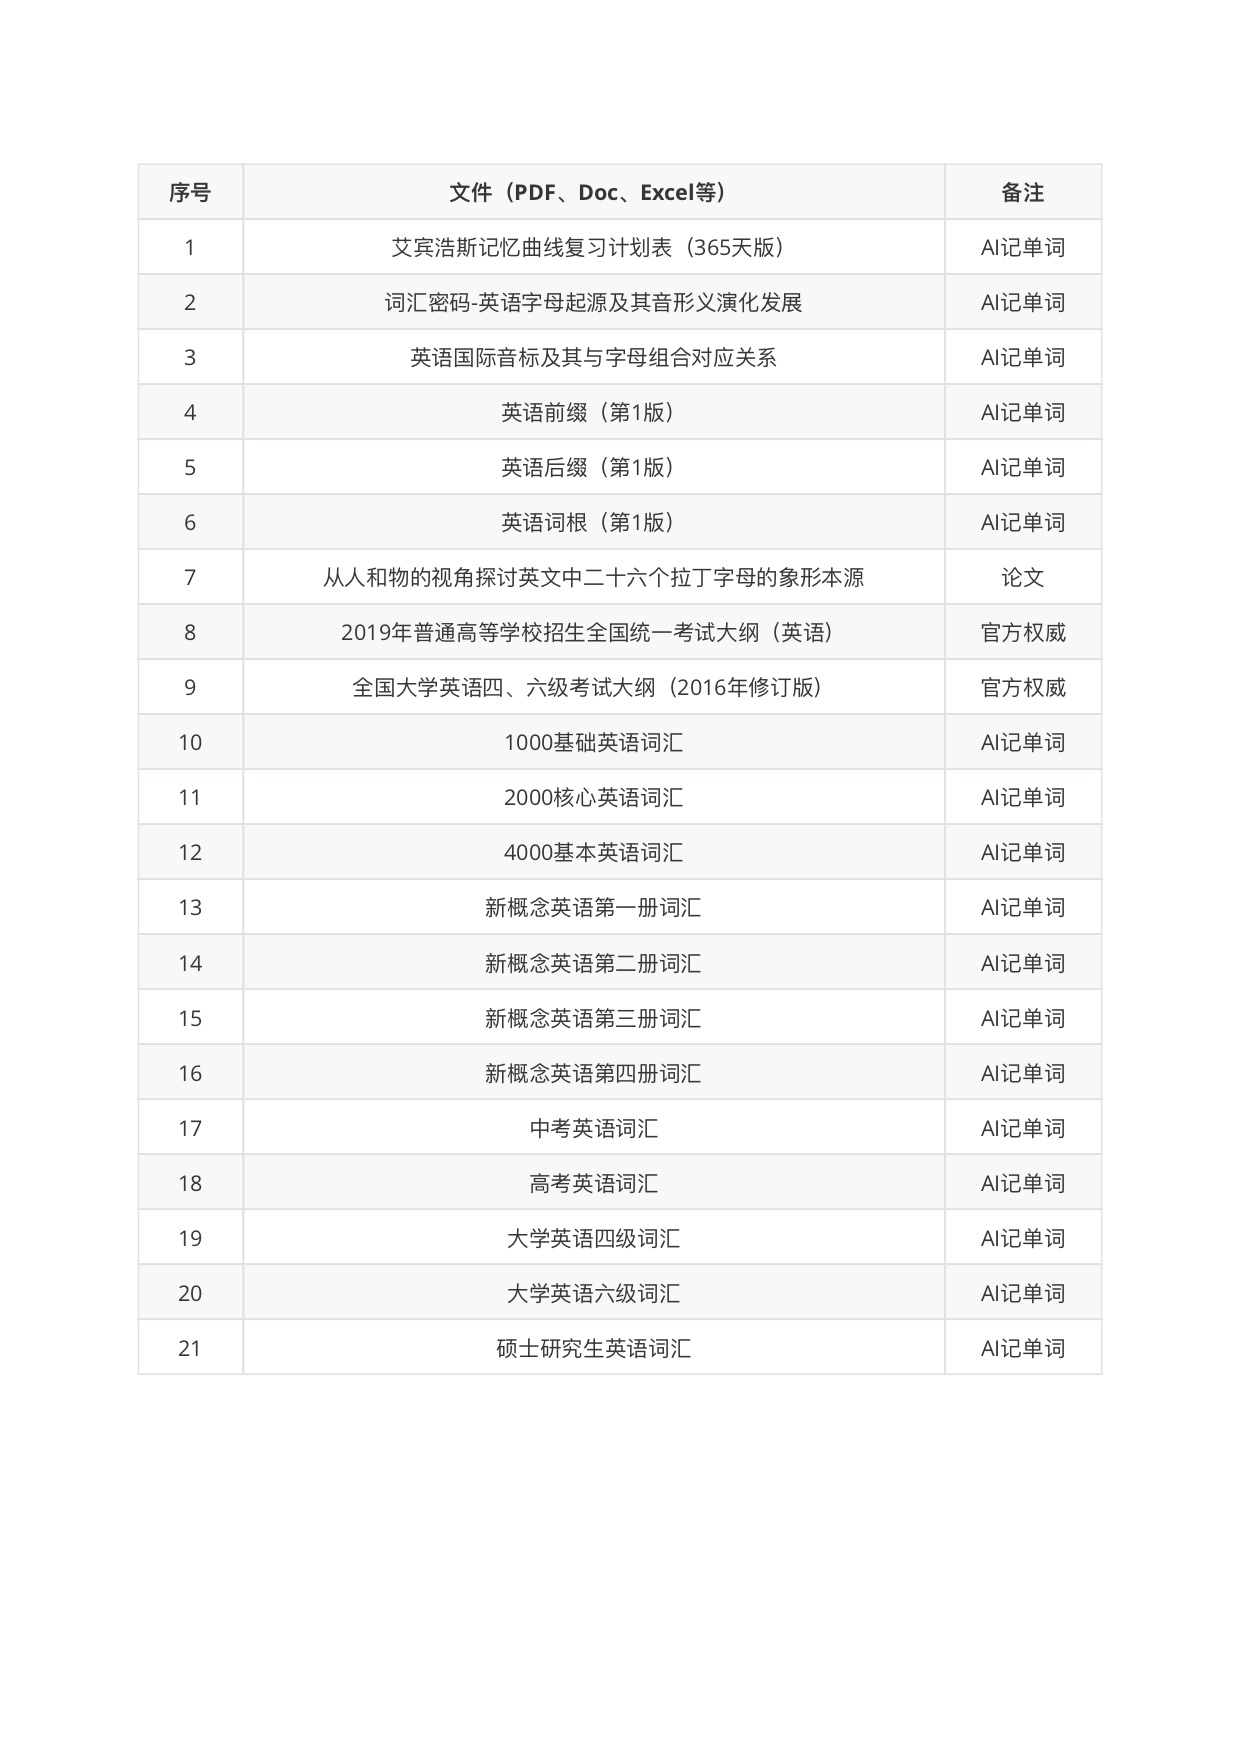 序号 文件（PDF、Doc、Excel等） 备注
1 艾宾浩斯记忆曲线复习计划表（365天版） AI记单词
2 词汇密码-英语字母起源及其音形义演化发展 AI记单词
3 英语国际音标及其与字母组合对应关系 AI记单词
4 英语前缀（第1版） AI记单词
5 英语后缀（第1版） AI记单词
6 英语词根（第1版） AI记单词
7 从人和物的视角探讨英文中二十六个拉丁字母的象形本源 论文
8 2019年普通高等学校招生全国统一考试大纲（英语） 官方权威
9 全国大学英语四、六级考试大纲（2016年修订版） 官方权威
10 1000基础英语词汇 AI记单词
11 2000核心英语词汇 AI记单词
12 4000基本英语词汇 AI记单词
13 新概念英语第一册词汇 AI记单词
14 新概念英语第二册词汇 AI记单词
15 新概念英语第三册词汇 AI记单词
16 新概念英语第四册词汇 AI记单词
17 中考英语词汇 AI记单词
18 高考英语词汇 AI记单词
19 大学英语四级词汇 AI记单词
20 大学英语六级词汇 AI记单词
21 硕士研究生英语词汇 AI记单词